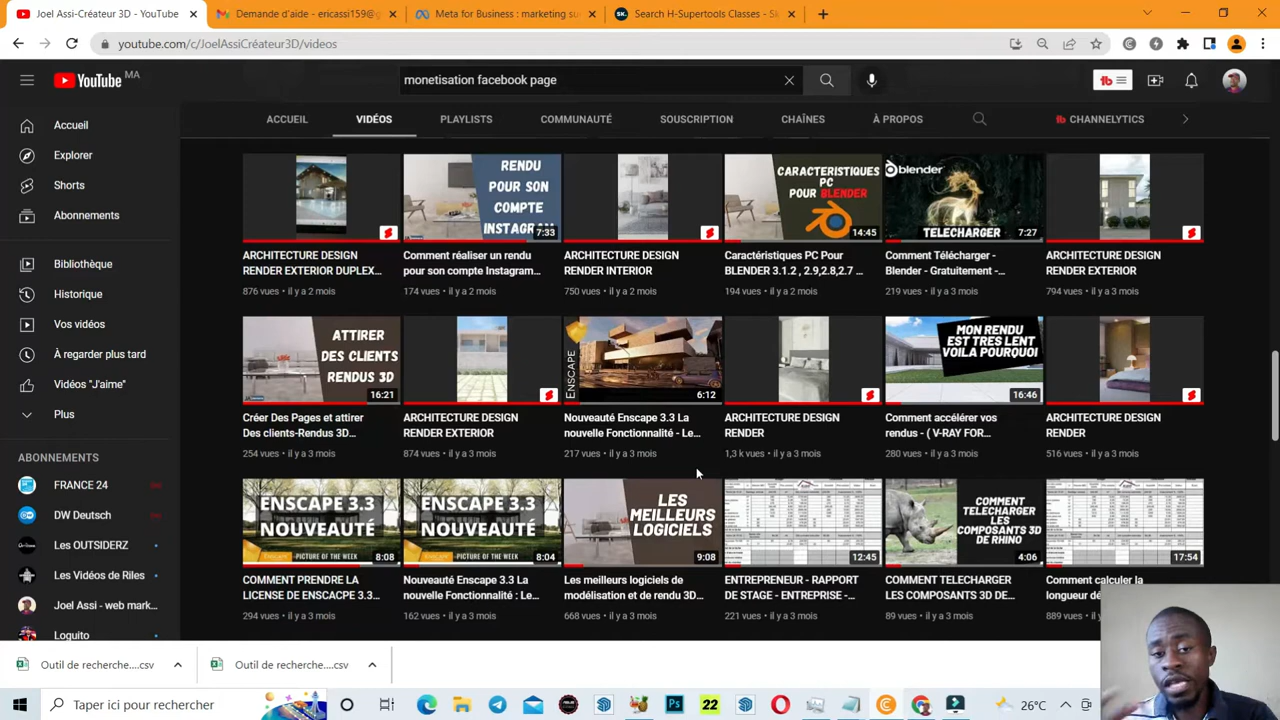 Joel Assi-Créateur 3D - YouTube
Demande d'aide - ericassi159@g
Meta for Business : marketing su
SK.
Search H-Supertools Classes - Sk
youtube.com/c/JoelAssiCréateur3D/videos
YouTube MA
monetisation facebook page
ACCUEIL
VIDÉOS
PLAYLISTS
COMMUNAUTÉ
SOUSCRIPTION
CHAÎNES
À PROPOS
CHANNELYTICS
Accueil
Explorer
Shorts
Abonnements
Bibliothèque
Historique
Vos vidéos
À regarder plus tard
Vidéos "J'aime"
Plus
ABONNEMENTS
FRANCE 24
DW Deutsch
Les OUTSIDERZ
Les Vidéos de Riles
Joel Assi - web mark...
Loguito
RENDU
POUR SON
COMPTE
INSTAGRAM
7:33
CARACTERISTIQUES
PC
POUR BLENDER
14:45
blender
TELECHARGER
7:27
ARCHITECTURE DESIGN
RENDER EXTERIOR DUPLEX...
876 vues • il y a 2 mois
Comment réaliser un rendu
pour son compte Instagram...
174 vues • il y a 2 mois
ARCHITECTURE DESIGN
RENDER INTERIOR
750 vues • il y a 2 mois
Caractéristiques PC Pour
BLENDER 3.1.2 , 2.9,2.8,2.7 ...
194 vues • il y a 2 mois
Comment Télécharger -
Blender - Gratuitement -...
219 vues • il y a 3 mois
ARCHITECTURE DESIGN
RENDER EXTERIOR
794 vues • il y a 3 mois
ATTIRER
DES CLIENTS
RENDUS 3D
16:21
ENSCAPE
6:12
MON RENDU
EST TRES LENT
VOILA POURQUOI
16:46
Créer Des Pages et attirer
Des clients-Rendus 3D...
254 vues • il y a 3 mois
ARCHITECTURE DESIGN
RENDER EXTERIOR
874 vues • il y a 3 mois
Nouveauté Enscape 3.3 La
nouvelle Fonctionnalité - Le...
217 vues • il y a 3 mois
ARCHITECTURE DESIGN
RENDER
1,3 k vues • il y a 3 mois
Comment accélérer vos
rendus - ( V-RAY FOR...
280 vues • il y a 3 mois
ARCHITECTURE DESIGN
RENDER
516 vues • il y a 3 mois
ENSCAPE 3.3
NOUVEAUTÉ
PICTURE OF THE WEEK
8:08
ENSCAPE 3.3
NOUVEAUTÉ
PICTURE OF THE WEEK
8:04
LES
MEILLEURS
LOGICIELS
9:08
12:45
COMMENT
TELECHARGER
LES
COMPOSANTS 3D
DE RHINO
4:06
17:54
COMMENT PRENDRE LA
LICENSE DE ENSCACPE 3.3...
294 vues • il y a 3 mois
Nouveauté Enscape 3.3 La
nouvelle Fonctionnalité : Le...
162 vues • il y a 3 mois
Les meilleurs logiciels de
modélisation et de rendu 3D...
668 vues • il y a 3 mois
ENTREPRENEUR - RAPPORT
DE STAGE - ENTREPRISE -...
221 vues • il y a 3 mois
COMMENT TELECHARGER
LES COMPOSANTS 3D DE...
89 vues • il y a 3 mois
Comment calculer la
longueur
889 vues • il y a
Outil de recherche....csv
Outil de recherche....csv
Taper ici pour rechercher
Ps
22
26°C